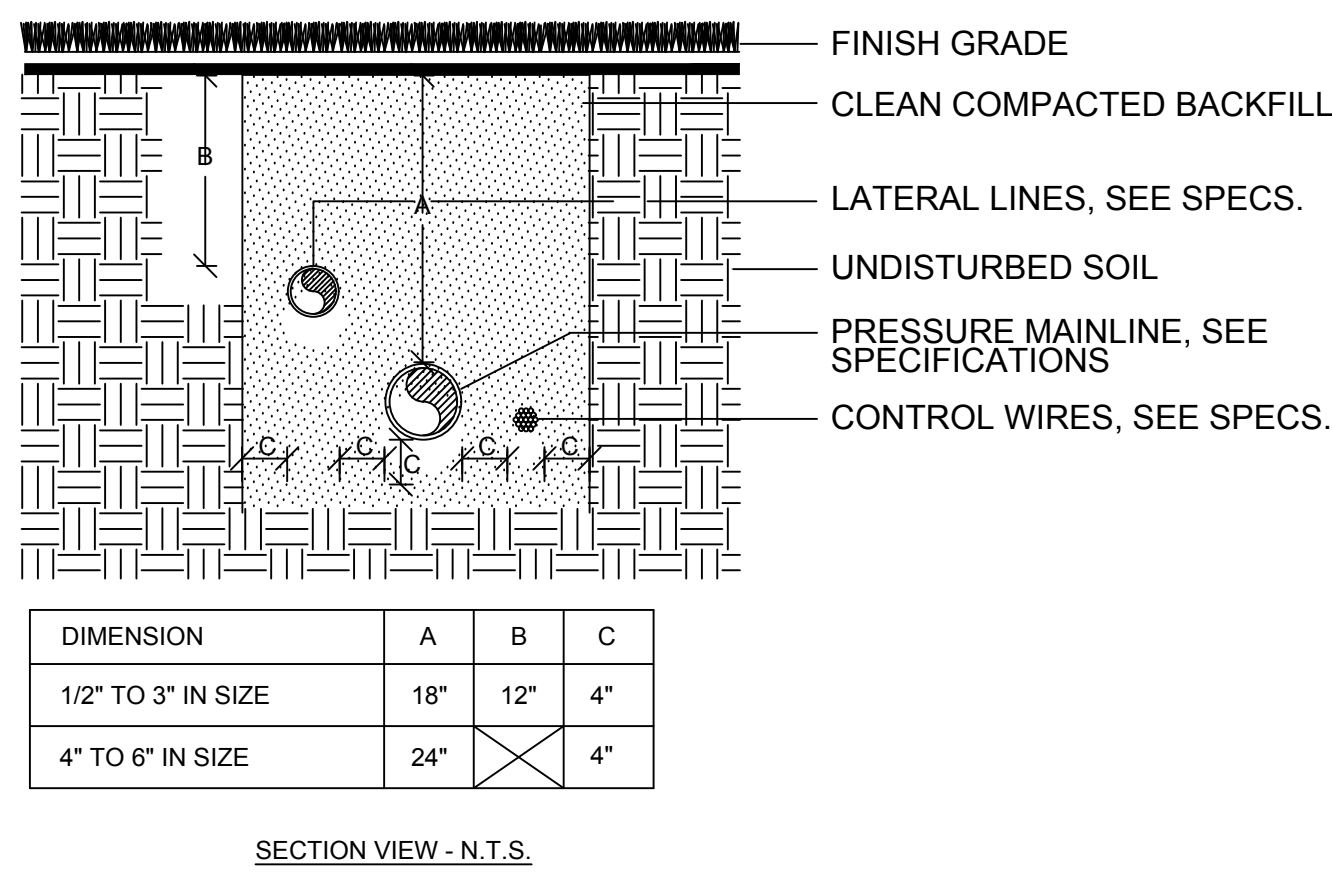 FINISH GRADE
CLEAN COMPACTED BACKFILL
B
A
LATERAL LINES, SEE SPECS.
UNDISTURBED SOIL
PRESSURE MAINLINE, SEE
SPECIFICATIONS
CONTROL WIRES, SEE SPECS.
C C C C
C
DIMENSION A B C
1/2" TO 3" IN SIZE 18" 12" 4"
4" TO 6" IN SIZE 24" 4"
SECTION VIEW - N.T.S.